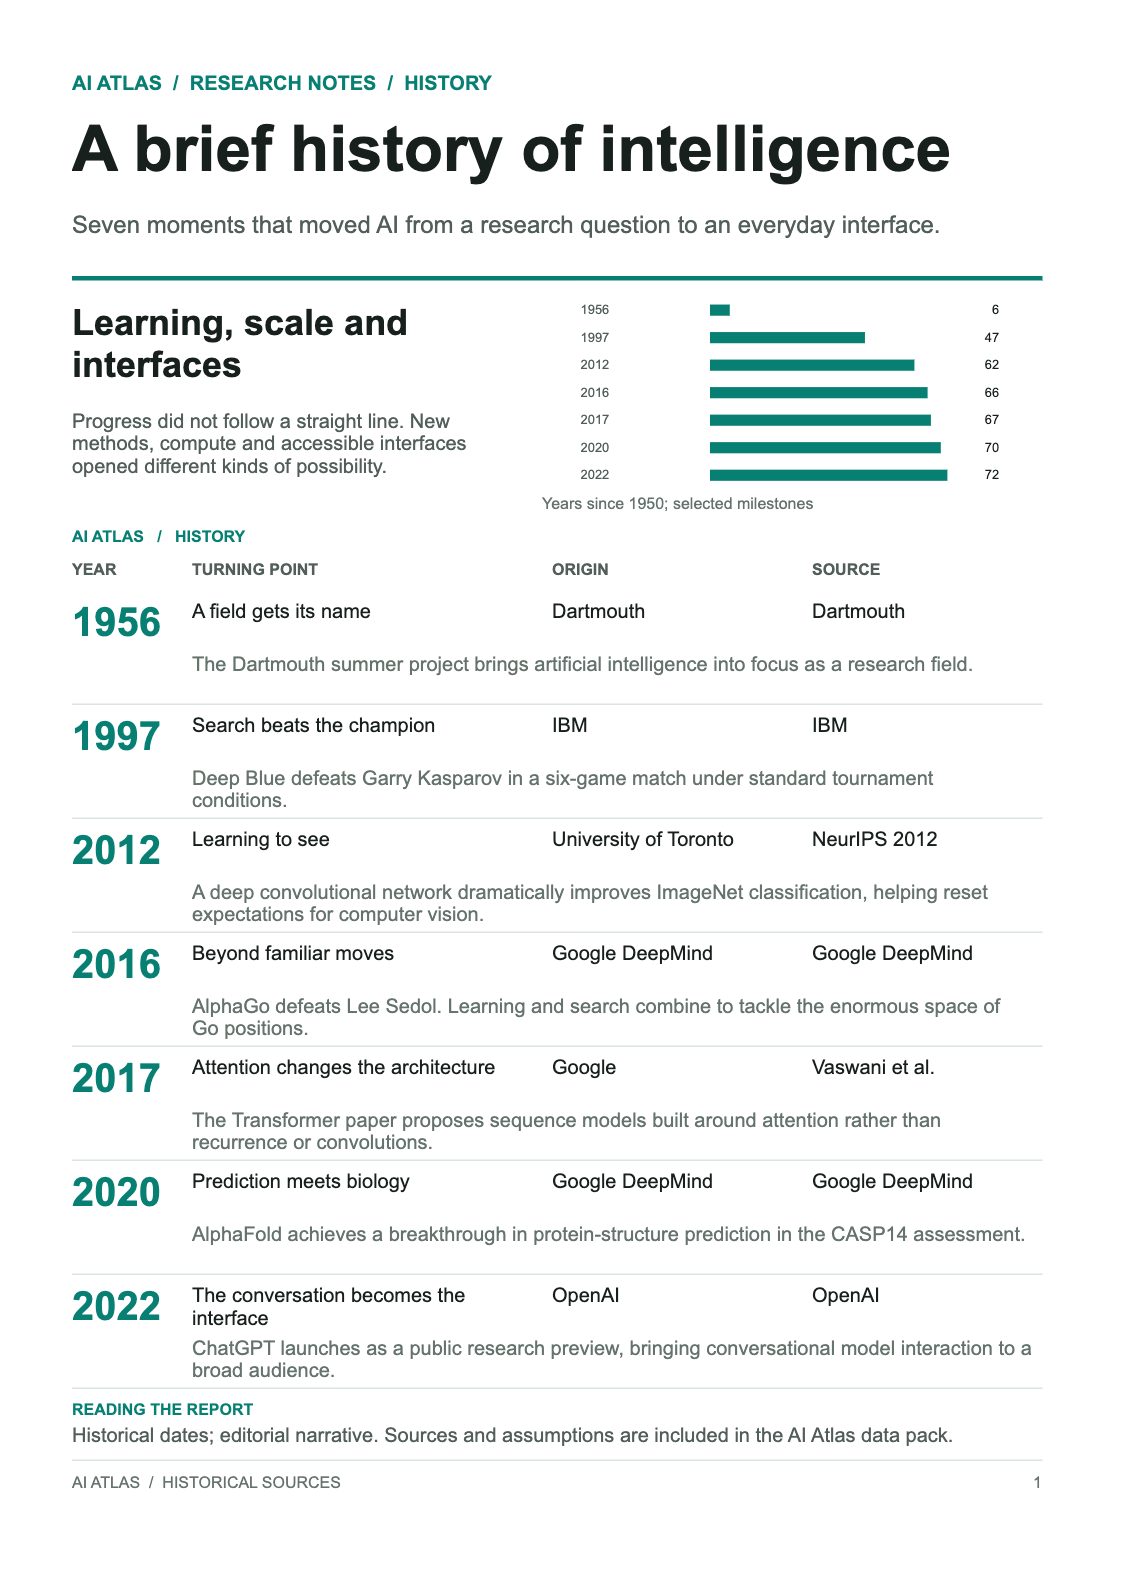 AI ATLAS / RESEARCH NOTES / HISTORY
A brief history of intelligence
Seven moments that moved AI from a research question to an everyday interface.
Learning, scale and
interfaces
Progress did not follow a straight line. New
methods, compute and accessible interfaces
opened different kinds of possibility.
1956 6
1997 47
2012 62
2016 66
2017 67
2020 70
2022 72
Years since 1950; selected milestones
AI ATLAS / HISTORY
YEAR TURNING POINT ORIGIN SOURCE
1956 A field gets its name Dartmouth Dartmouth
The Dartmouth summer project brings artificial intelligence into focus as a research field.
1997 Search beats the champion IBM IBM
Deep Blue defeats Garry Kasparov in a six-game match under standard tournament
conditions.
2012 Learning to see University of Toronto NeurIPS 2012
A deep convolutional network dramatically improves ImageNet classification, helping reset
expectations for computer vision.
2016 Beyond familiar moves Google DeepMind Google DeepMind
AlphaGo defeats Lee Sedol. Learning and search combine to tackle the enormous space of
Go positions.
2017 Attention changes the architecture Google Vaswani et al.
The Transformer paper proposes sequence models built around attention rather than
recurrence or convolutions.
2020 Prediction meets biology Google DeepMind Google DeepMind
AlphaFold achieves a breakthrough in protein-structure prediction in the CASP14 assessment.
2022 The conversation becomes the OpenAI OpenAI
interface
ChatGPT launches as a public research preview, bringing conversational model interaction to a
broad audience.
READING THE REPORT
Historical dates; editorial narrative. Sources and assumptions are included in the AI Atlas data pack.
AI ATLAS / HISTORICAL SOURCES 1